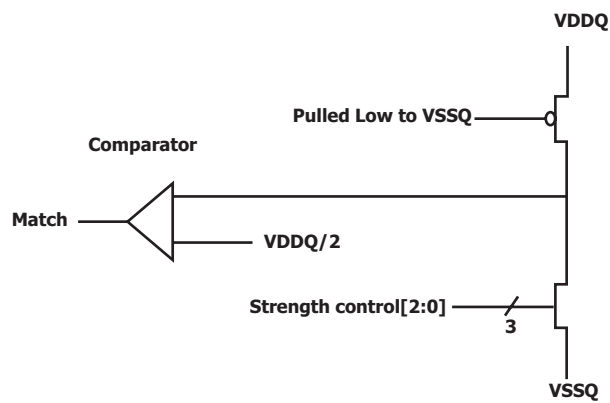 VDDQ
Pulled Low to VSSQ
Comparator
Match
VDDQ/2
Strength control[2:0]
3
VSSQ